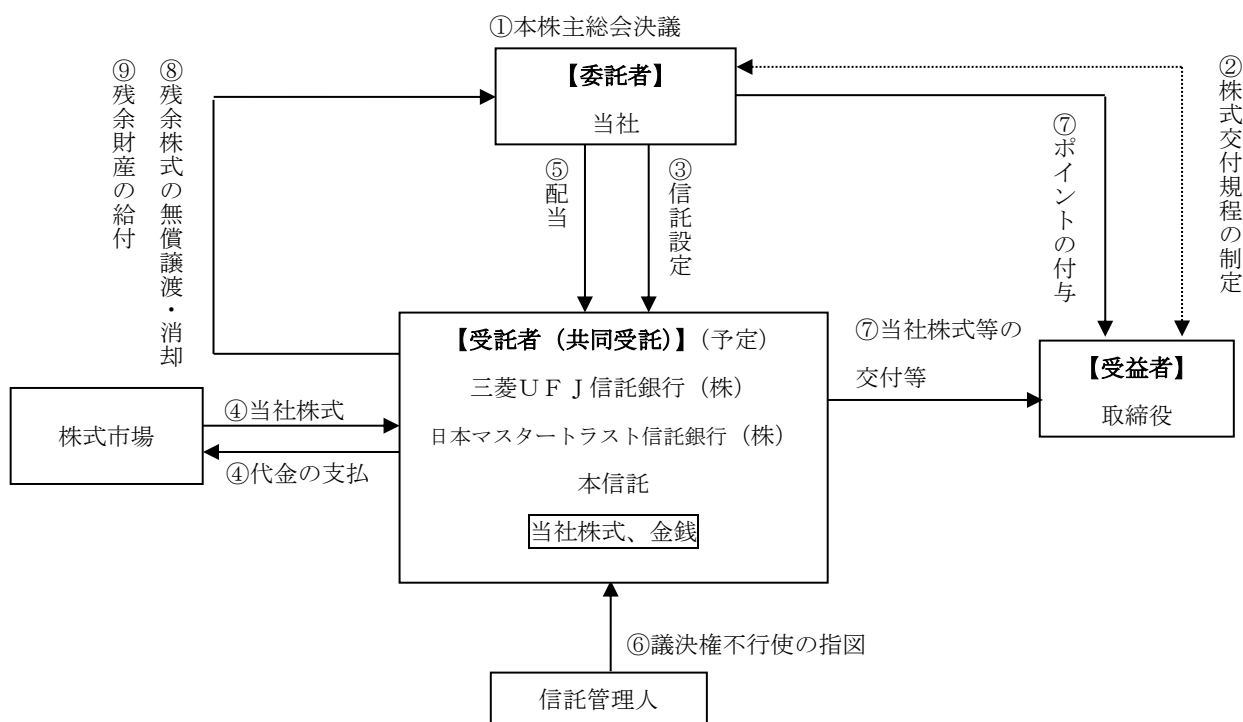 ①本株主総会決議
【委託者】
当社
⑨残余財産の給付
⑧残余株式の無償譲渡・消却
⑤配当
③信託設定
⑦ポイントの付与
②株式交付規程の制定
【受託者（共同受託）】（予定）
三菱ＵＦＪ信託銀行（株）
日本マスタートラスト信託銀行（株）
本信託
当社株式、金銭
⑦当社株式等の
交付等
【受益者】
取締役
株式市場
④当社株式
④代金の支払
⑥議決権不行使の指図
信託管理人